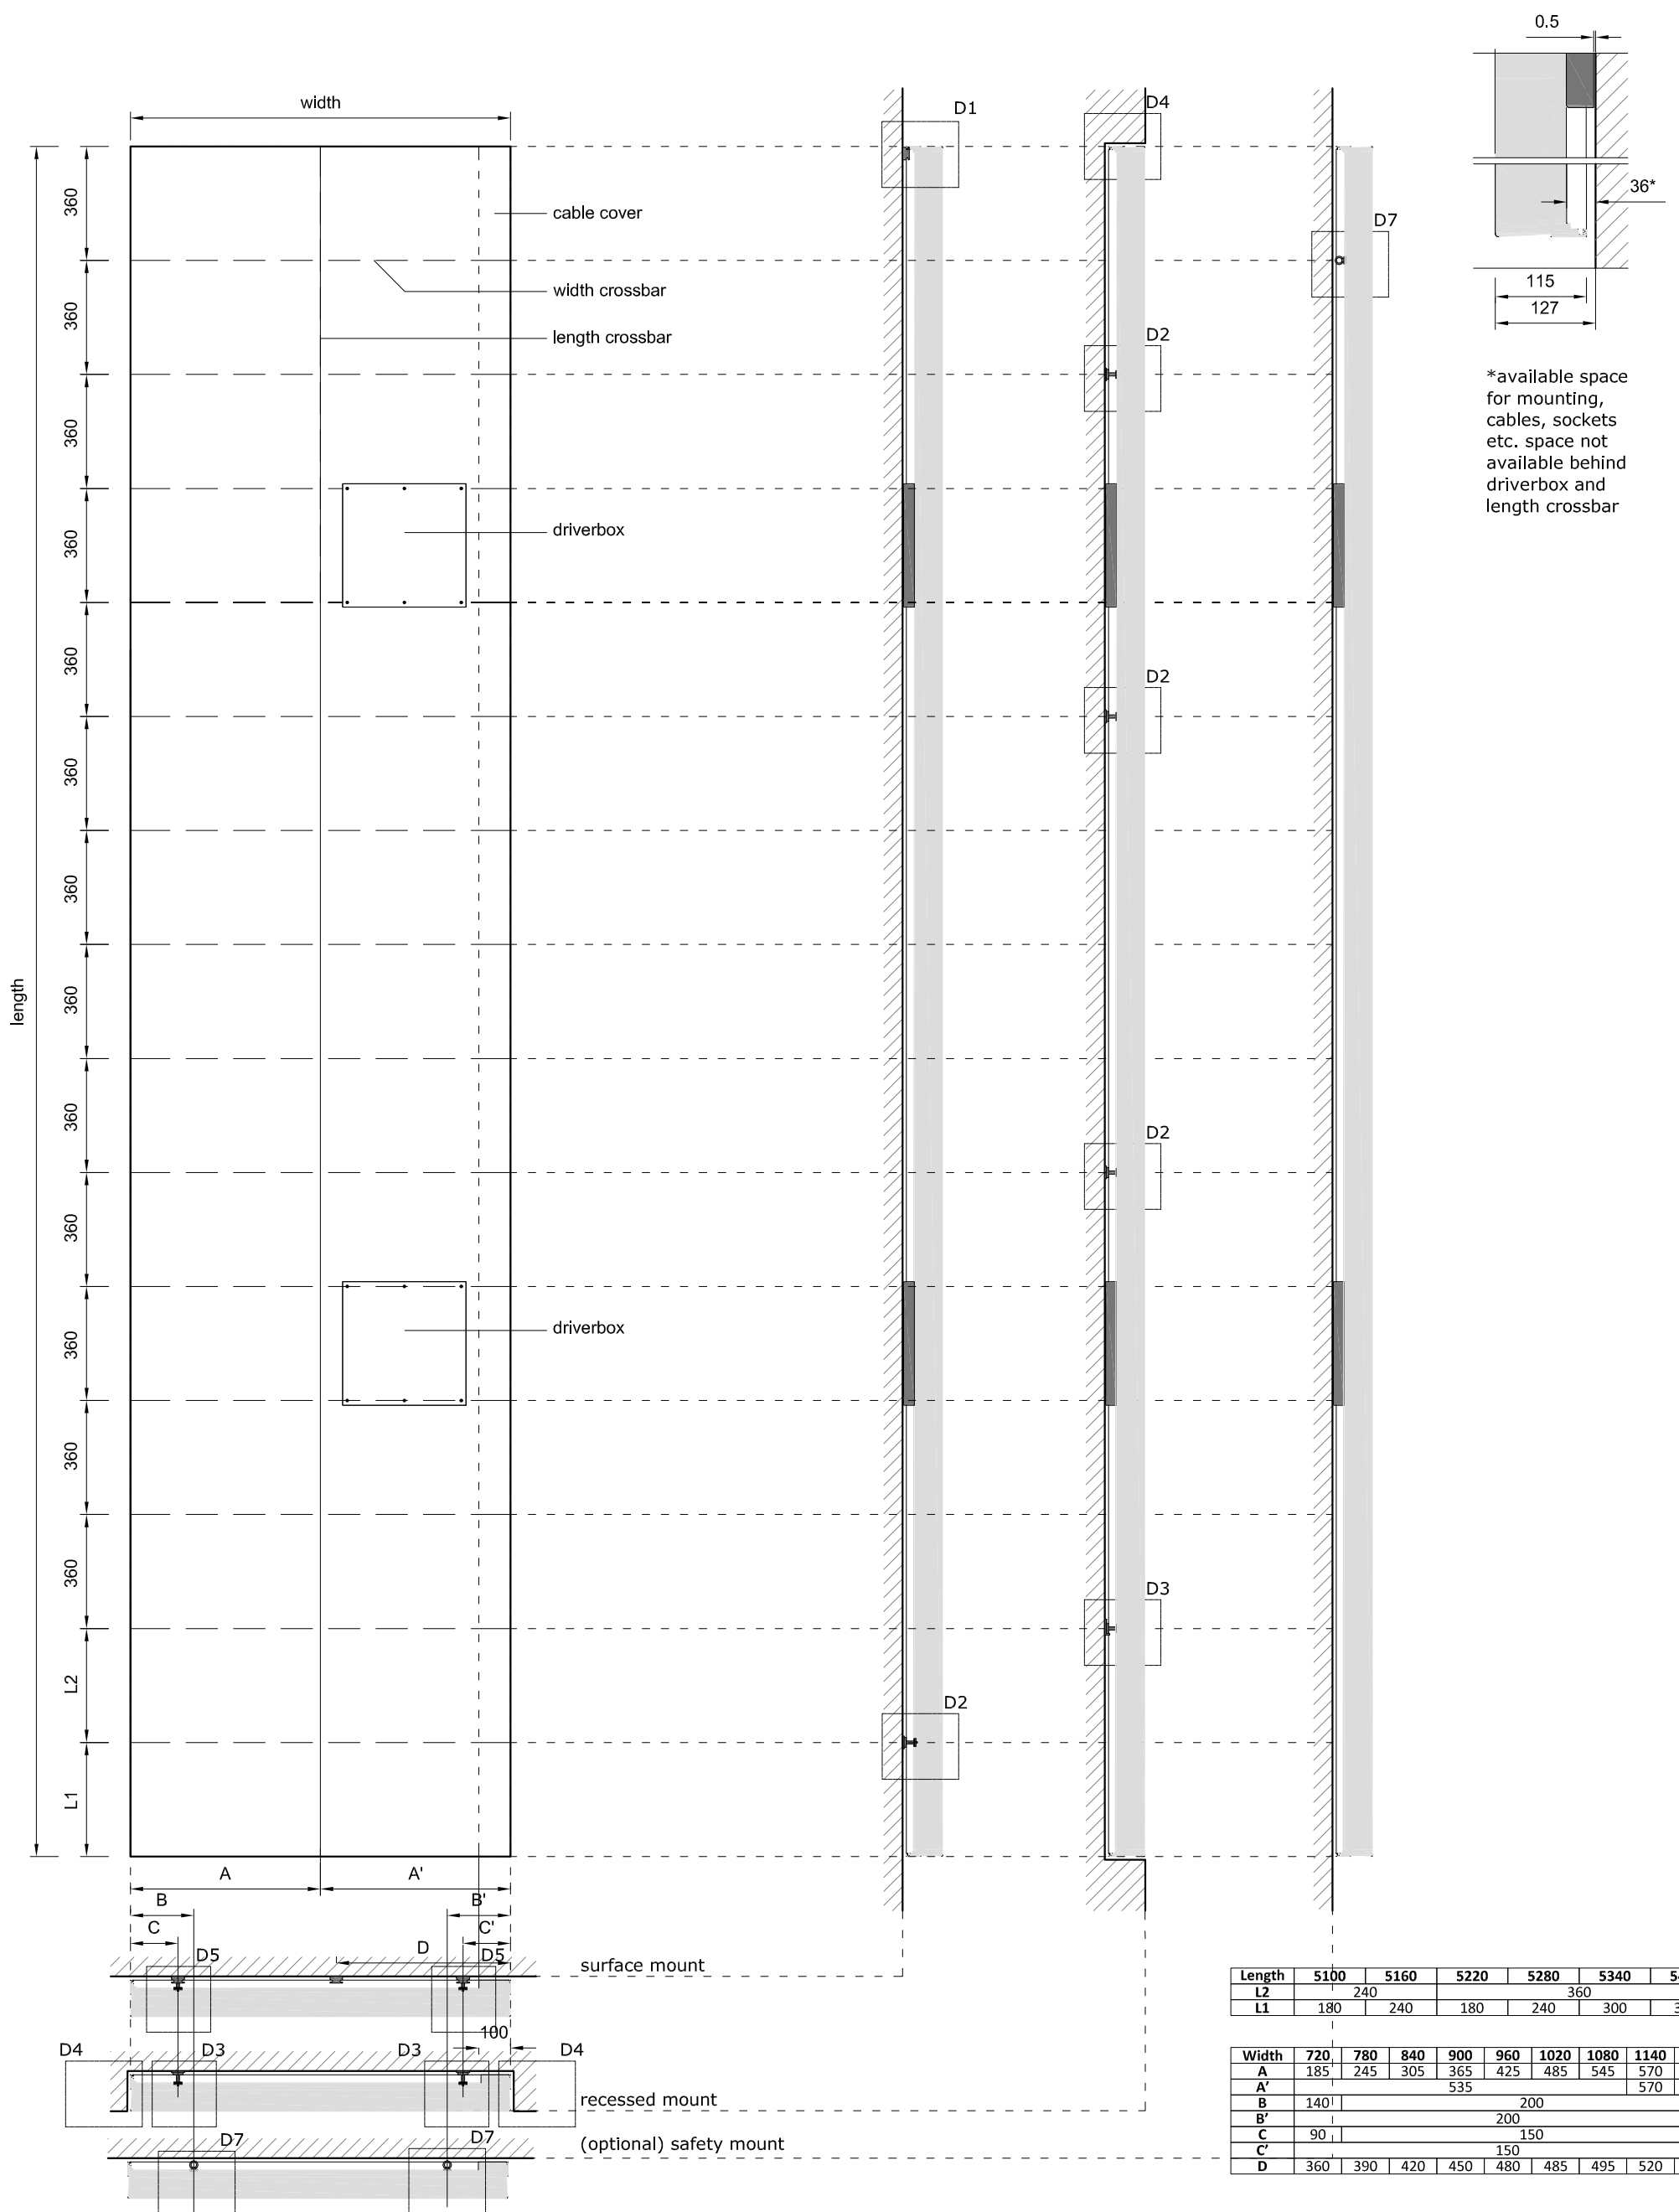 0.5
width
D1
D4
360
cable cover
36*
D7
width crossbar
115
127
360
length crossbar
D2
*available space
for mounting,
cables, sockets
etc. space not
available behind
driverbox and
length crossbar
360
driverbox
360
360
D2
360
360
length
360
360
D2
360
driverbox
360
360
360
D3
L2
D2
L1
A A'
B B'
C C'
D5 D D5
surface mount
100
D4 D3 D3 D4
recessed mount
D7 D7
(optional) safety mount
Length 5100 5160 5220 5280 5340
L2 240 360
L1 180 240 180 240 300
Width 720 780 840 900 960 1020 1080 1140
A 185 245 305 365 425 485 545 570
A' 535 570
B 140 200
B' 200
C 90 150
C' 150
D 360 390 420 450 480 485 495 520